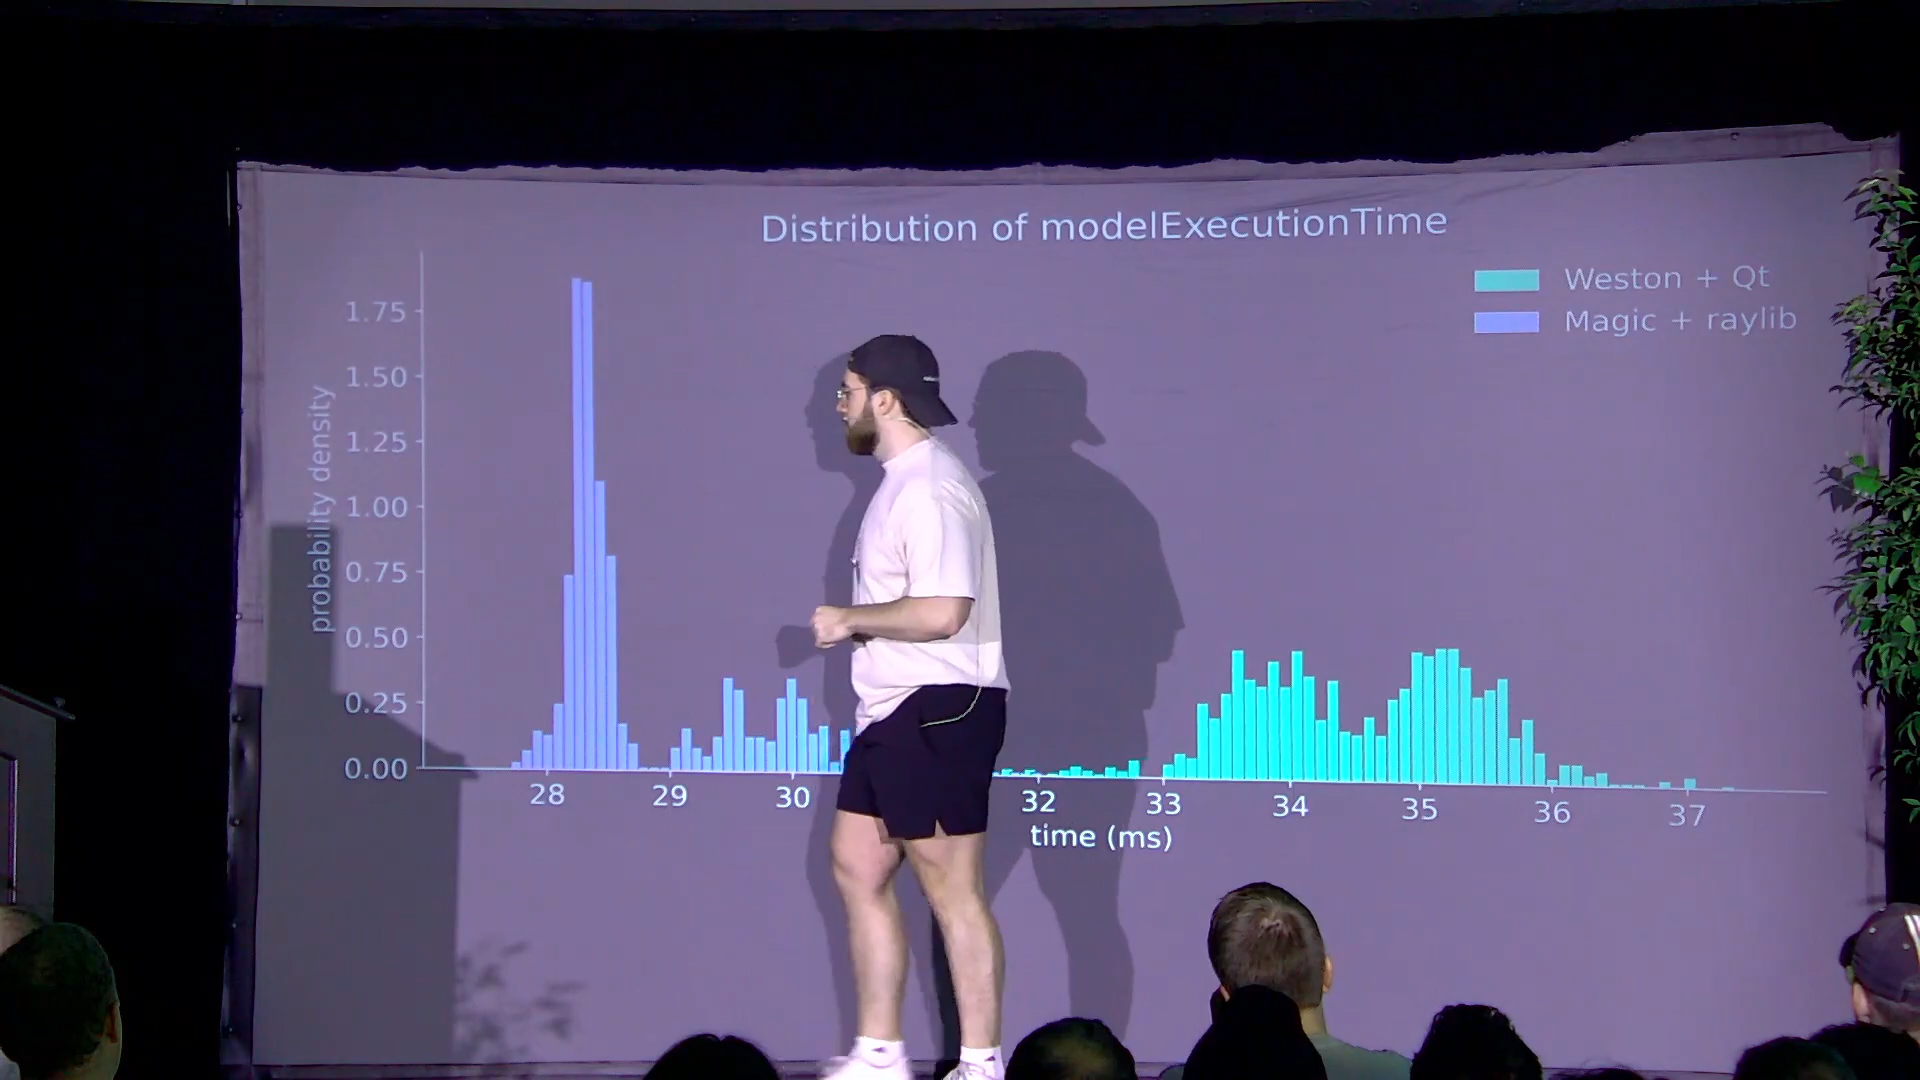 Distribution of modelExecutionTime
Weston + Qt
Magic + raylib
probability density
1.75
1.50
1.25
1.00
0.75
0.50
0.25
0.00
28 29 30 32 33 34 35 36 37
time (ms)